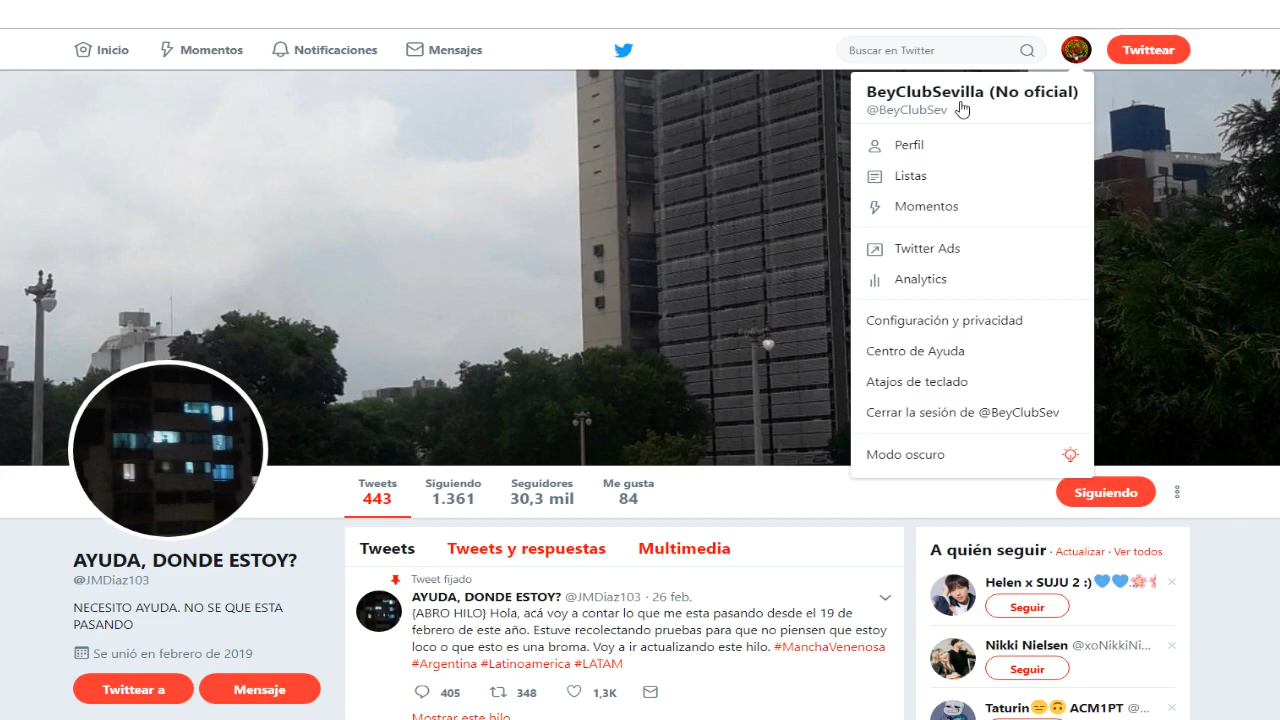 Inicio
Momentos
Notificaciones
Mensajes
Buscar en Twitter
Twittear
BeyClubSevilla (No oficial)
@BeyClubSev
Perfil
Listas
Momentos
Twitter Ads
Analytics
Configuración y privacidad
Centro de Ayuda
Atajos de teclado
Cerrar la sesión de @BeyClubSev
Modo oscuro
Tweets
443
Siguiendo
1.361
Seguidores
30,3 mil
Me gusta
84
Siguiendo
AYUDA, DONDE ESTOY?
@JMDiaz103
NECESITO AYUDA. NO SE QUE ESTA
PASANDO
Se unió en febrero de 2019
Twittear a
Mensaje
Tweets
Tweets y respuestas
Multimedia
Tweet fijado
AYUDA, DONDE ESTOY? @JMDiaz103 · 26 feb.
{ABRO HILO} Hola, acá voy a contar lo que me esta pasando desde el 19 de
febrero de este año. Estuve recolectando pruebas para que no piensen que estoy
loco o que esto es una broma. Voy a ir actualizando este hilo. #ManchaVenenosa
#Argentina #Latinoamerica #LATAM
405
348
1,3K
Mostrar este hilo
A quién seguir · Actualizar · Ver todos
Helen x SUJU 2 :)💙💙🌸
Seguir
Nikki Nielsen @xoNikkiNi...
Seguir
Taturin😑🙃 ACM1PT @...